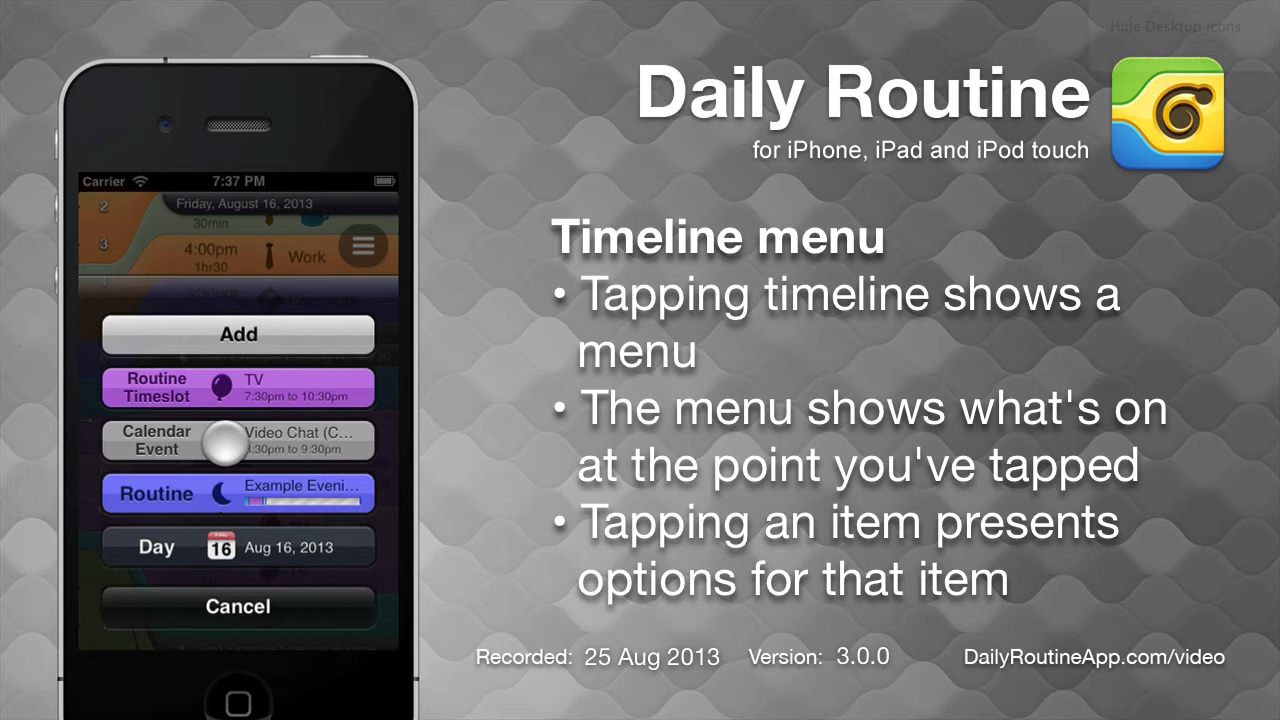 Hide Desktop Icons
Daily Routine
for iPhone, iPad and iPod touch
Timeline menu
• Tapping timeline shows a
menu
• The menu shows what's on
at the point you've tapped
• Tapping an item presents
options for that item
Recorded: 25 Aug 2013 Version: 3.0.0 DailyRoutineApp.com/video
Carrier 7:37 PM
Friday, August 16, 2013
2
30min
3
4:00pm
Work
1hr30
Add
Routine
Timeslot
TV
7:30pm to 10:30pm
Calendar
Event
Video Chat (C...
:30pm to 9:30pm
Routine
Example Eveni...
Day
16
Aug 16, 2013
Cancel